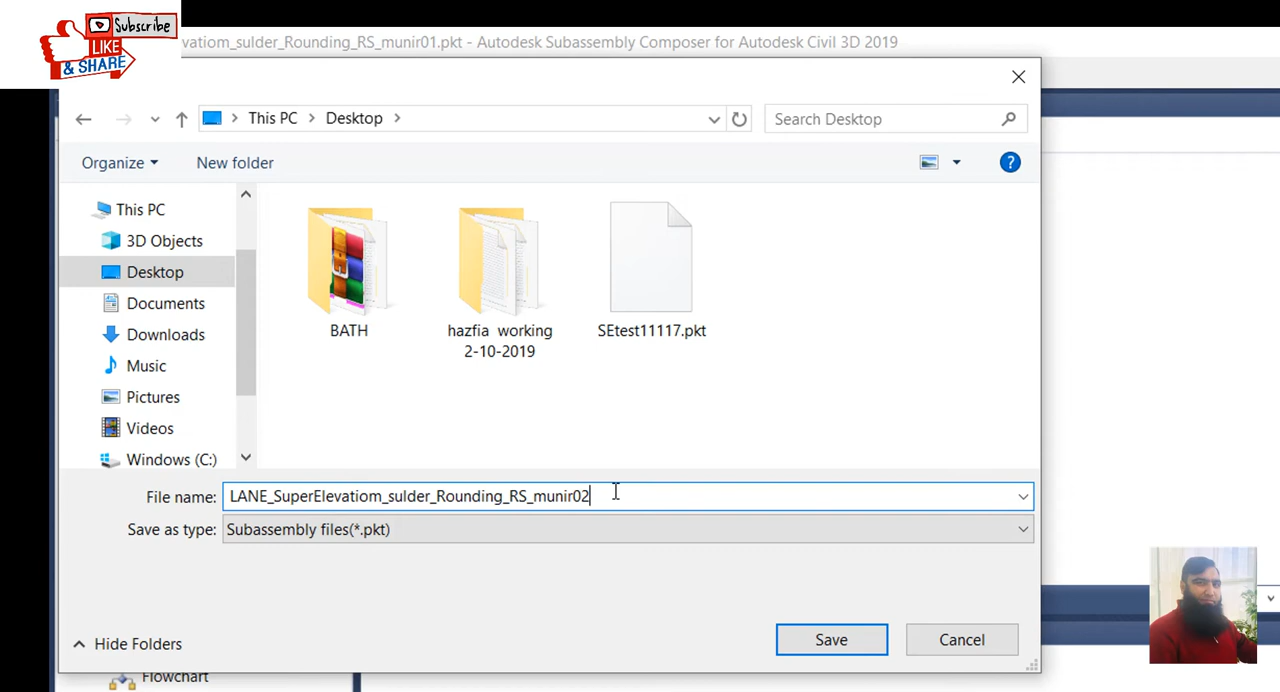 Subscribe
LIKE
& SHARE
vatiom_sulder_Rounding_RS_munir01.pkt - Autodesk Subassembly Composer for Autodesk Civil 3D 2019
This PC > Desktop >
Search Desktop
Organize
New folder
?
This PC
3D Objects
Desktop
Documents
Downloads
Music
Pictures
Videos
Windows (C:)
BATH
hazfia working
2-10-2019
SEtest11117.pkt
File name: LANE_SuperElevatiom_sulder_Rounding_RS_munir02
Save as type: Subassembly files(*.pkt)
Hide Folders
Save
Cancel
Flowchart